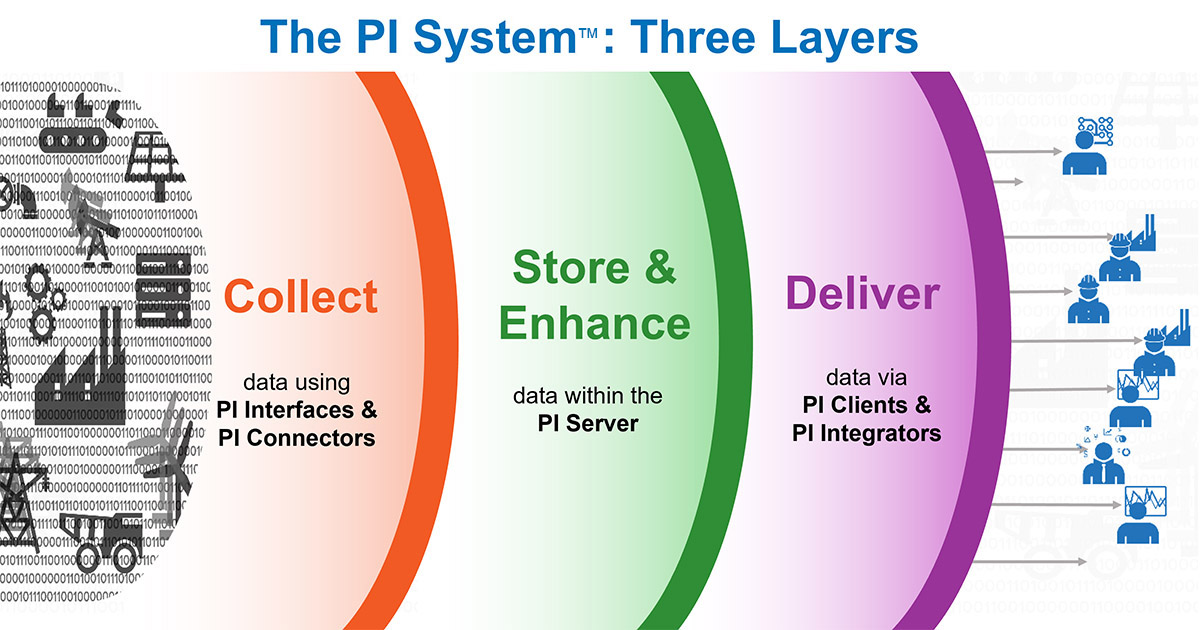 The PI System™: Three Layers
Collect
data using
PI Interfaces &
PI Connectors
Store &
Enhance
data within the
PI Server
Deliver
data via
PI Clients &
PI Integrators